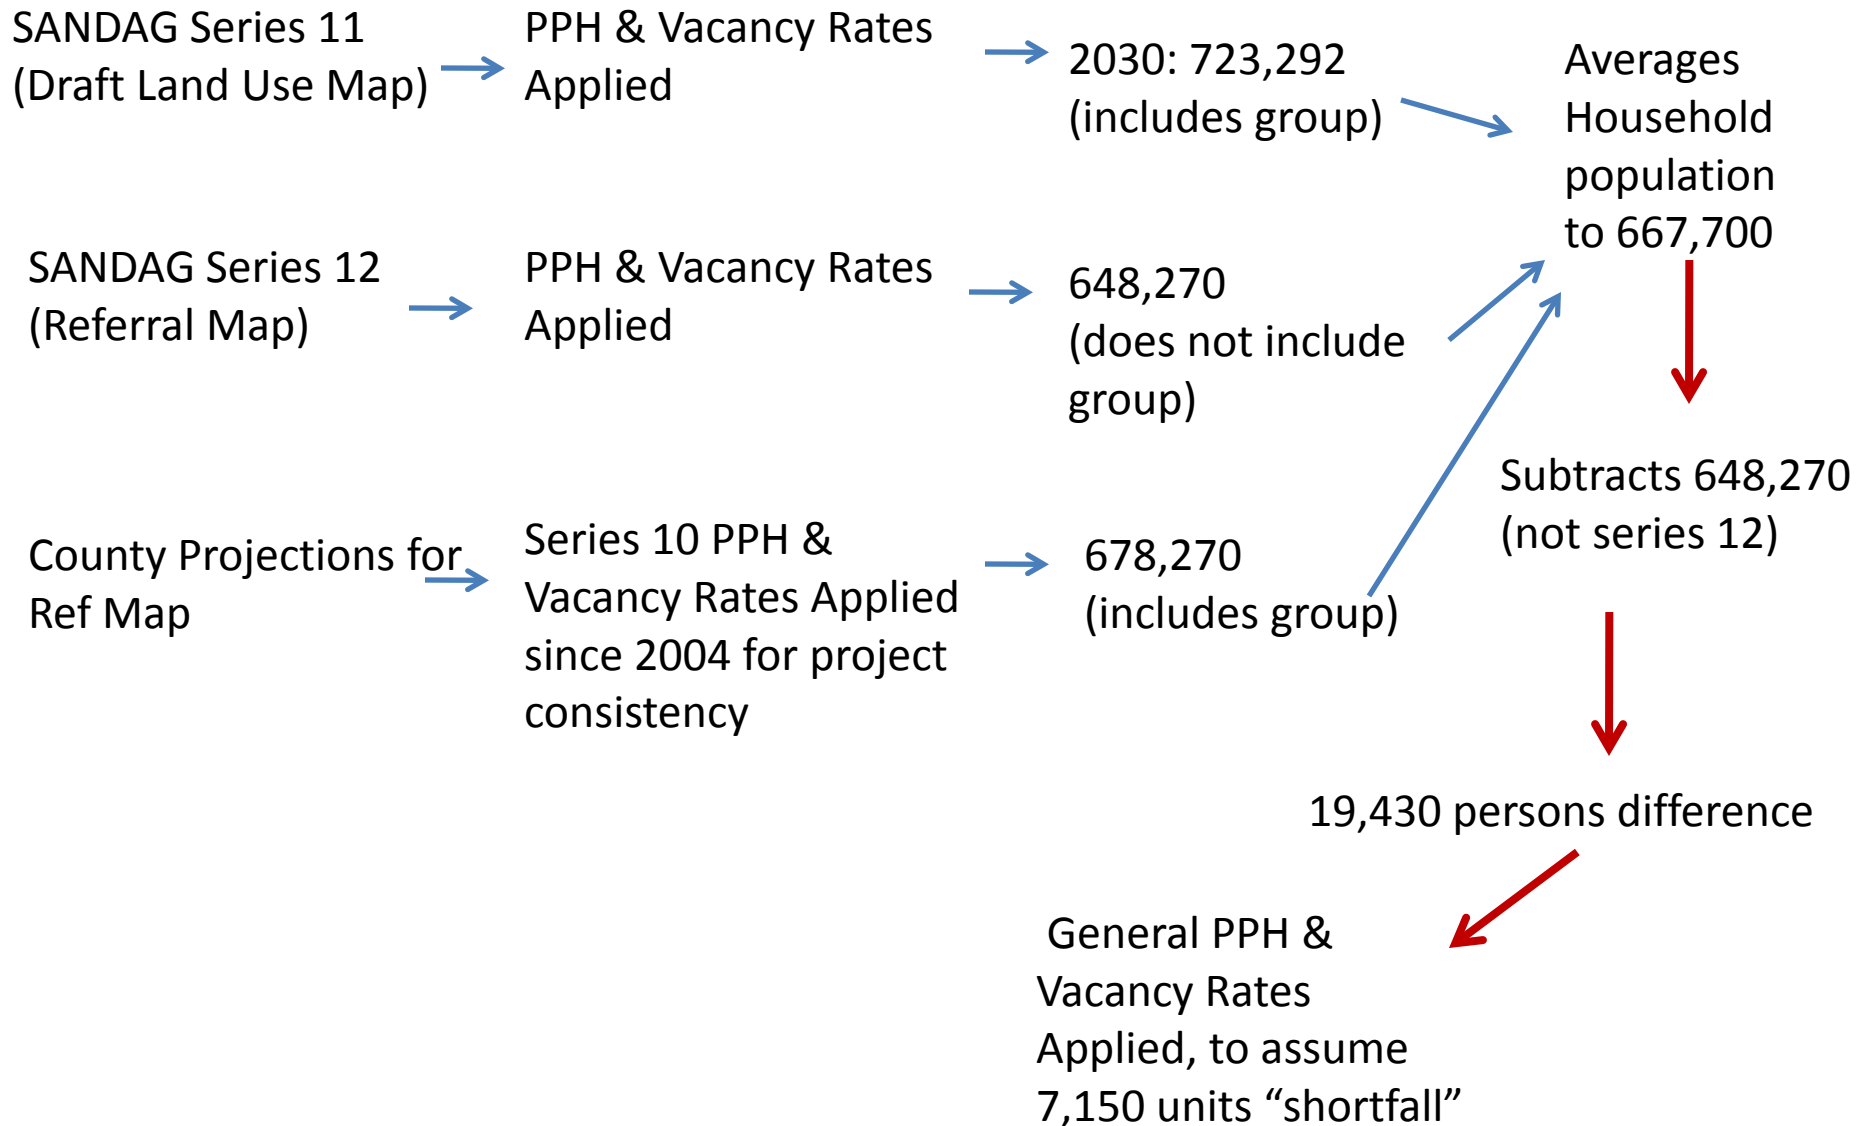 SANDAG Series 11
(Draft Land Use Map)
PPH & Vacancy Rates
Applied
2030: 723,292
(includes group)
Averages
Household
population
to 667,700
SANDAG Series 12
(Referral Map)
PPH & Vacancy Rates
Applied
648,270
(does not include
group)
Subtracts 648,270
(not series 12)
County Projections for
Ref Map
Series 10 PPH &
Vacancy Rates Applied
since 2004 for project
consistency
678,270
(includes group)
19,430 persons difference
General PPH &
Vacancy Rates
Applied, to assume
7,150 units “shortfall”